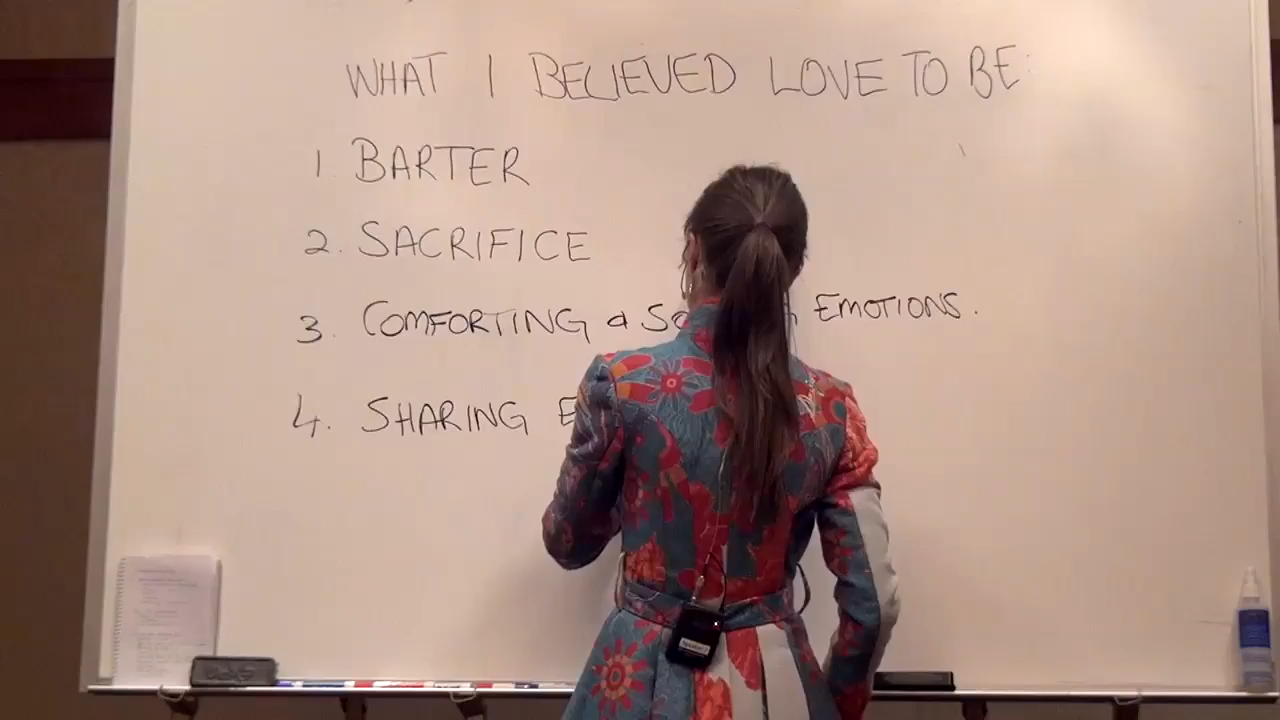 WHAT I BELIEVED LOVE TO BE:
1. BARTER
2. SACRIFICE
3. COMFORTING & EMOTIONS.
4. SHARING